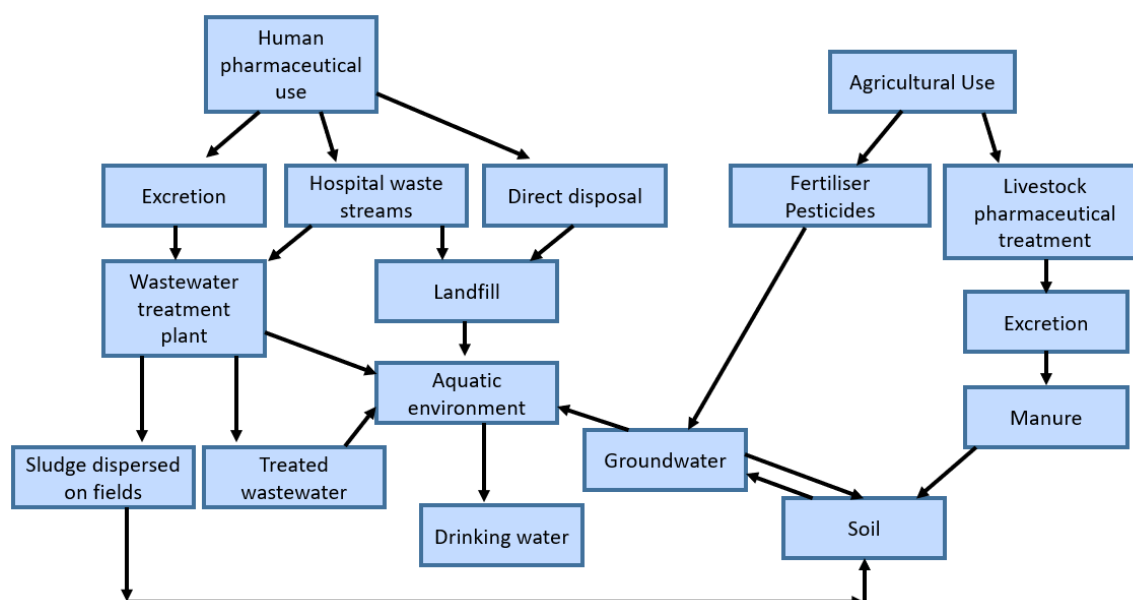 Human
pharmaceutical
use
Agricultural Use
Excretion
Hospital waste
streams
Direct disposal
Fertiliser
Pesticides
Livestock
pharmaceutical
treatment
Wastewater
treatment
plant
Landfill
Excretion
Aquatic
environment
Manure
Sludge dispersed
on fields
Treated
wastewater
Groundwater
Drinking water
Soil